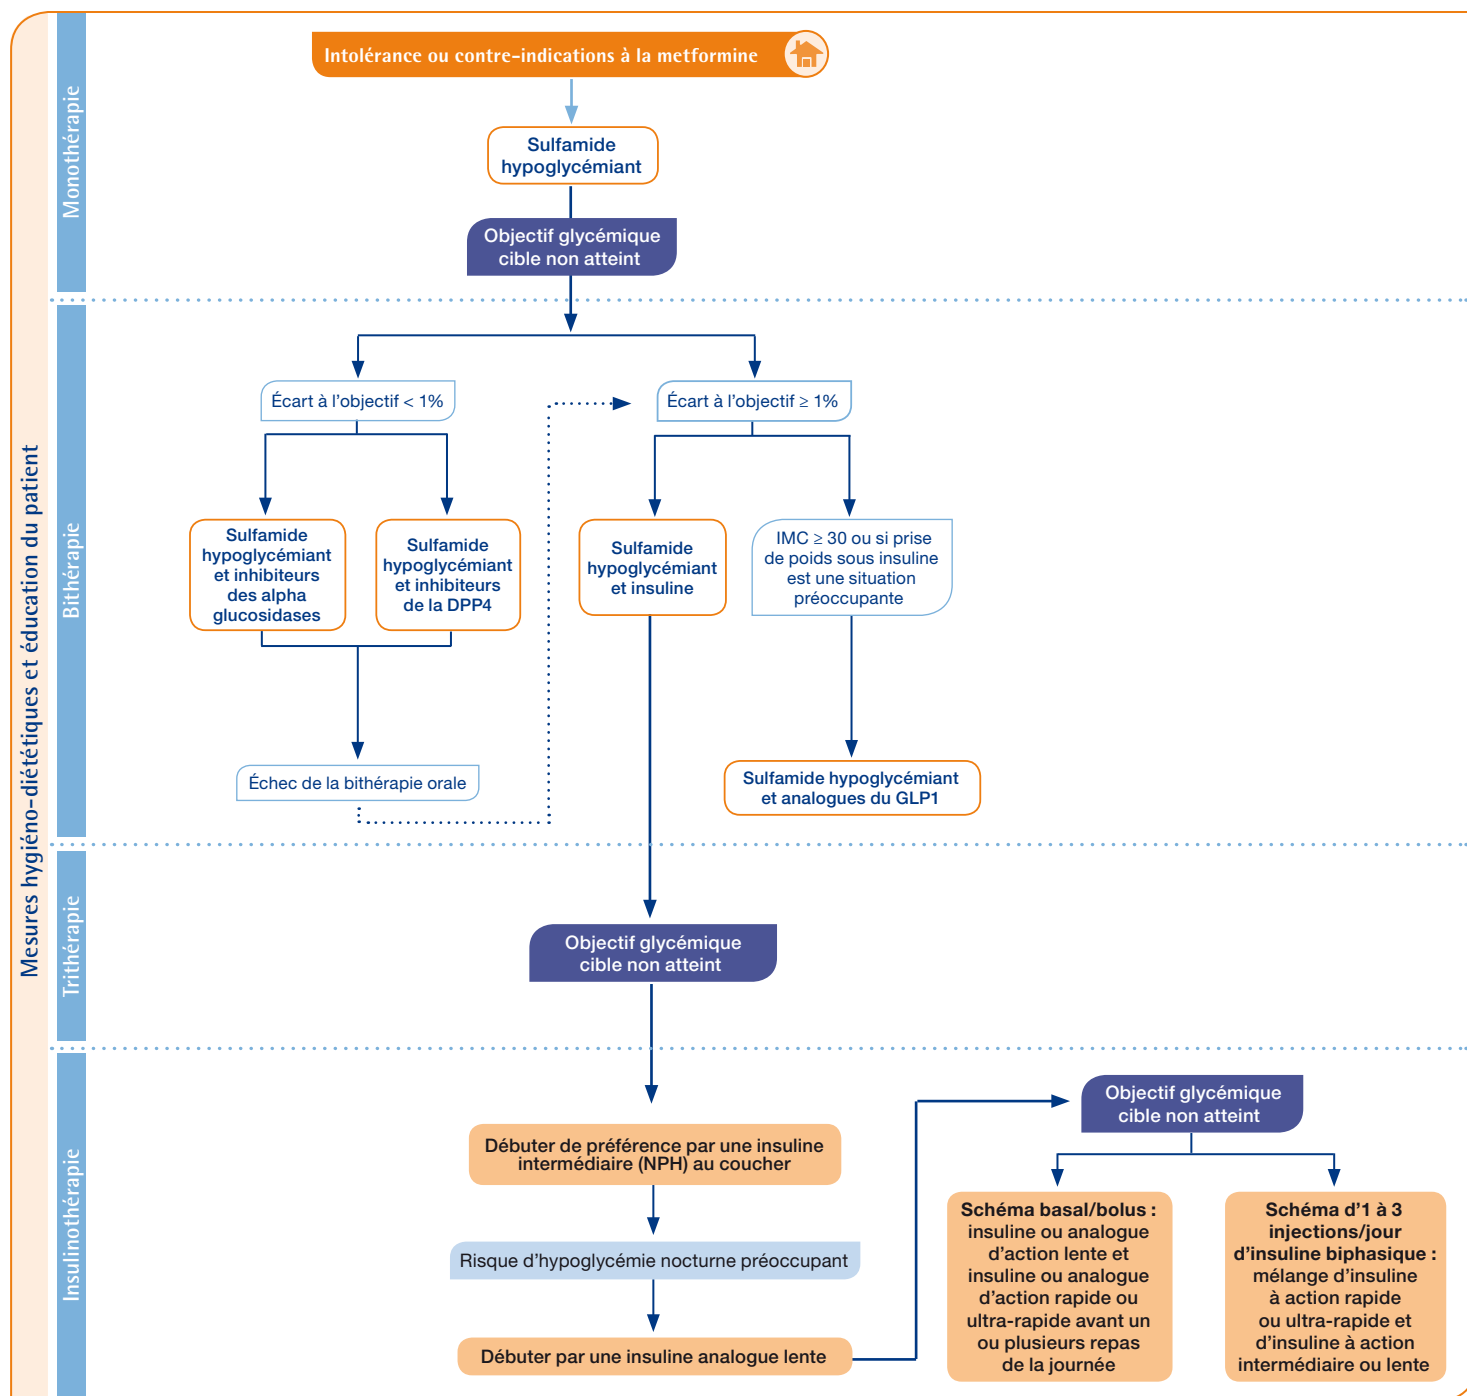 Mesures hygiéno-diététiques et éducation du patient
Monothérapie
Intolérance ou contre-indications à la metformine
Sulfamide
hypoglycémiant
Objectif glycémique
cible non atteint
Bithérapie
Écart à l'objectif < 1%
Écart à l'objectif ≥ 1%
Sulfamide
hypoglycémiant
et inhibiteurs
des alpha
glucosidases
Sulfamide
hypoglycémiant
et inhibiteurs
de la DPP4
Sulfamide
hypoglycémiant
et insuline
IMC ≥ 30 ou si prise
de poids sous insuline
est une situation
préoccupante
Échec de la bithérapie orale
Sulfamide hypoglycémiant
et analogues du GLP1
Trithérapie
Objectif glycémique
cible non atteint
Insulinothérapie
Débuter de préférence par une insuline
intermédiaire (NPH) au coucher
Risque d'hypoglycémie nocturne préoccupant
Débuter par une insuline analogue lente
Objectif glycémique
cible non atteint
Schéma basal/bolus :
insuline ou analogue
d'action lente et
insuline ou analogue
d'action rapide ou
ultra-rapide avant un
ou plusieurs repas
de la journée
Schéma d'1 à 3
injections/jour
d'insuline biphasique :
mélange d'insuline
à action rapide
ou ultra-rapide et
d'insuline à action
intermédiaire ou lente